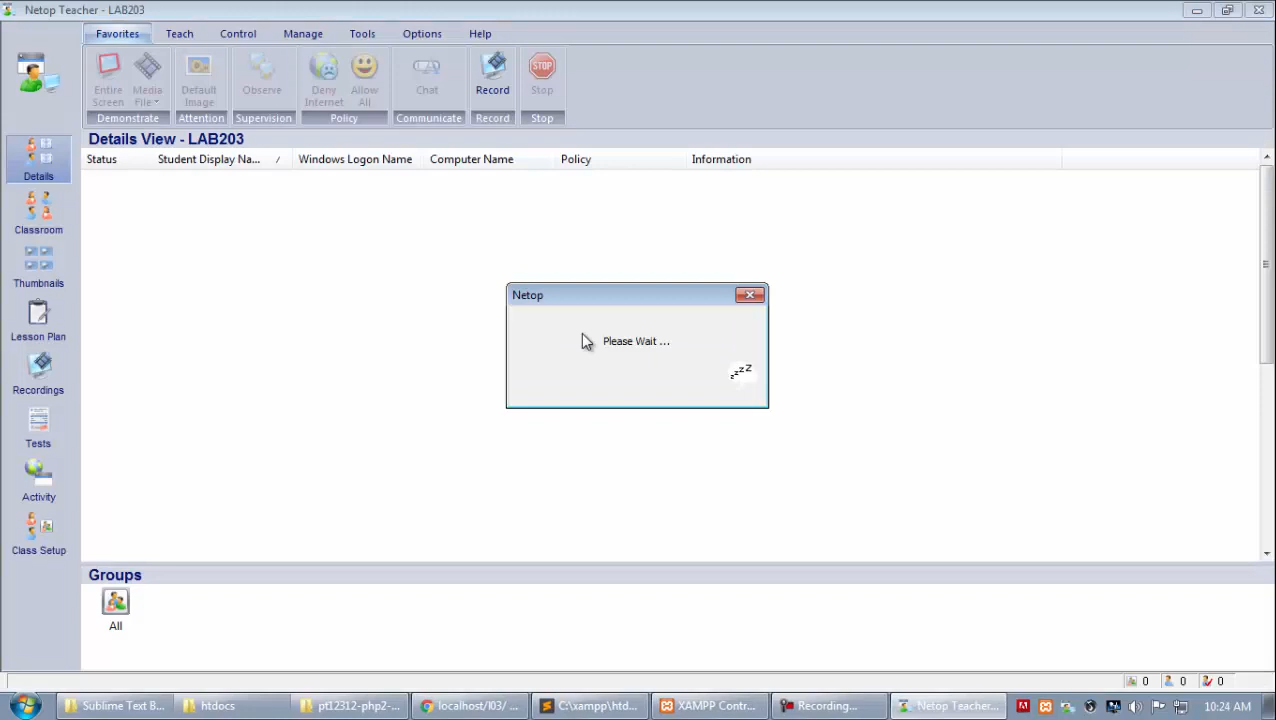 Netop Teacher - LAB203
Favorites Teach Control Manage Tools Options Help
Entire Screen Media File Default Image Observe Deny Internet Allow All Chat Record STOP Stop
Demonstrate Attention Supervision Policy Communicate Record Stop
Details View - LAB203
Status Student Display Na... / Windows Logon Name Computer Name Policy Information
Details
Classroom
Thumbnails
Lesson Plan
Recordings
Tests
Activity
Class Setup
Netop
Please Wait ...
z z z Z
Groups
All
0 0 0
Sublime Text B... htdocs pt12312-php2-... localhost/l03/ ... C:\xampp\htd... XAMPP Contr... Recording... Netop Teacher... 10:24 AM